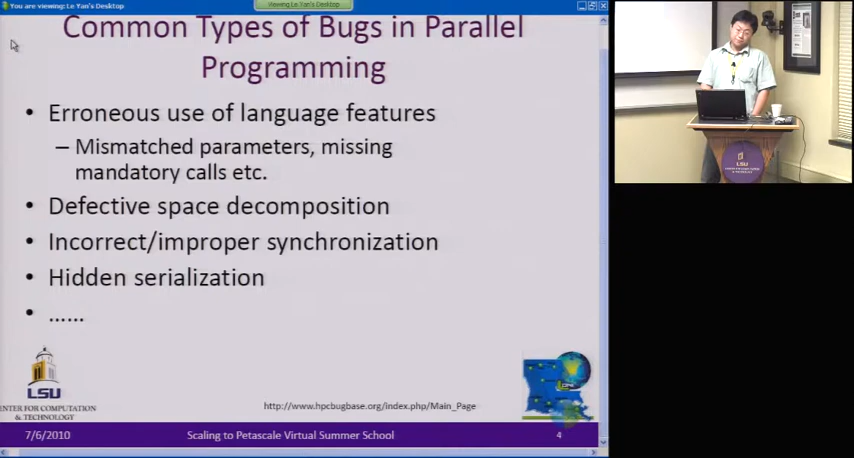 You are viewing: Le Yan's Desktop
Viewing Le Yan's Desktop
Common Types of Bugs in Parallel
Programming
• Erroneous use of language features
– Mismatched parameters, missing
mandatory calls etc.
• Defective space decomposition
• Incorrect/improper synchronization
• Hidden serialization
• ......
LSU
CENTER FOR COMPUTATION
& TECHNOLOGY
http://www.hpcbugbase.org/index.php/Main_Page
7/6/2010
Scaling to Petascale Virtual Summer School
4
LSU